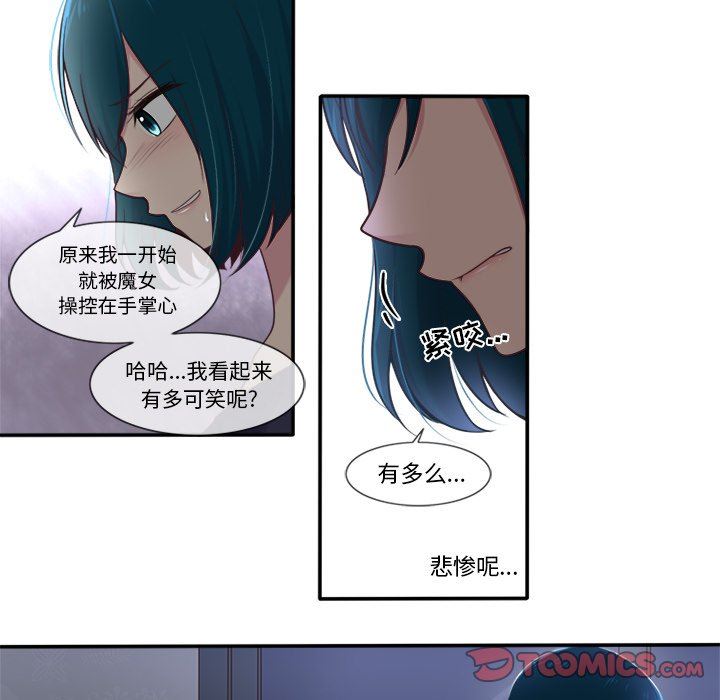 原来我一开始
就被魔女
操控在手掌心
哈哈...我看起来
有多可笑呢?
紧咬...
有多么...
悲惨呢...
TOOMICS.COM